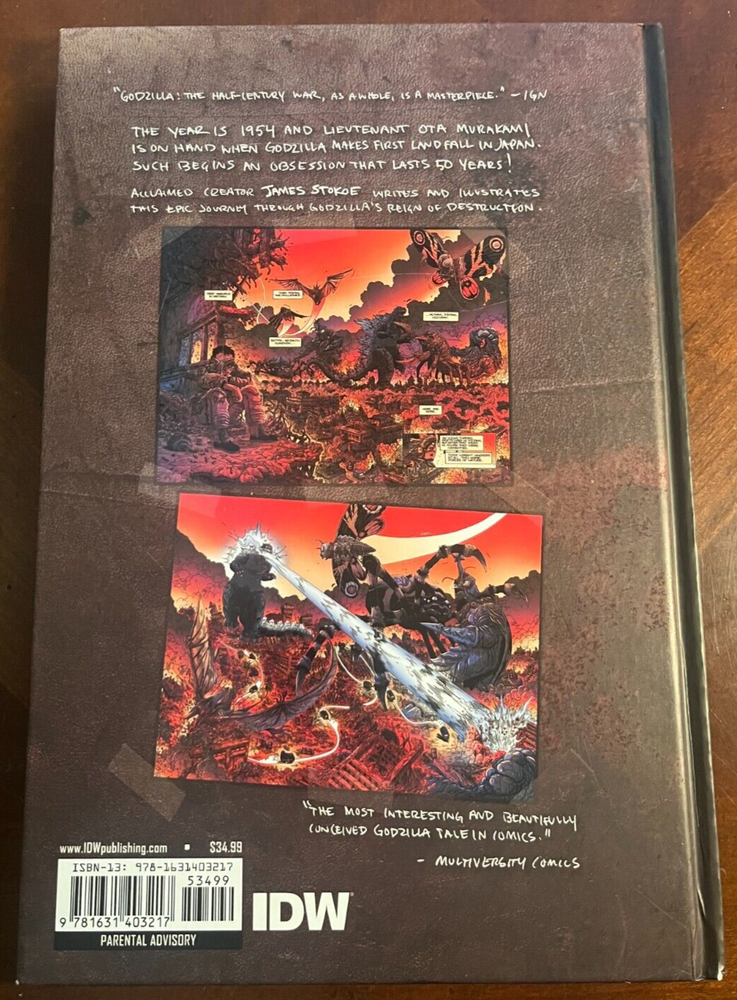 "GODZILLA: THE HALF-CENTURY WAR, AS A WHOLE, IS A MASTERPIECE." – IGN
THE YEAR IS 1954 AND LIEUTENANT OTA MURAKAMI
IS ON HAND WHEN GODZILLA MAKES FIRST LANDFALL IN JAPAN.
SUCH BEGINS AN OBSESSION THAT LASTS 50 YEARS!
ACCLAIMED CREATOR JAMES STOKOE WRITES AND ILLUSTRATES
THIS EPIC JOURNEY THROUGH GODZILLA'S REIGN OF DESTRUCTION.
"THE MOST INTERESTING AND BEAUTIFULLY
CONCEIVED GODZILLA TALE IN COMICS."
- MULTIVERSITY COMICS
www.IDWpublishing.com • $34.99
ISBN-13: 978-1631403217
53499
9 781631 403217
PARENTAL ADVISORY
IDW